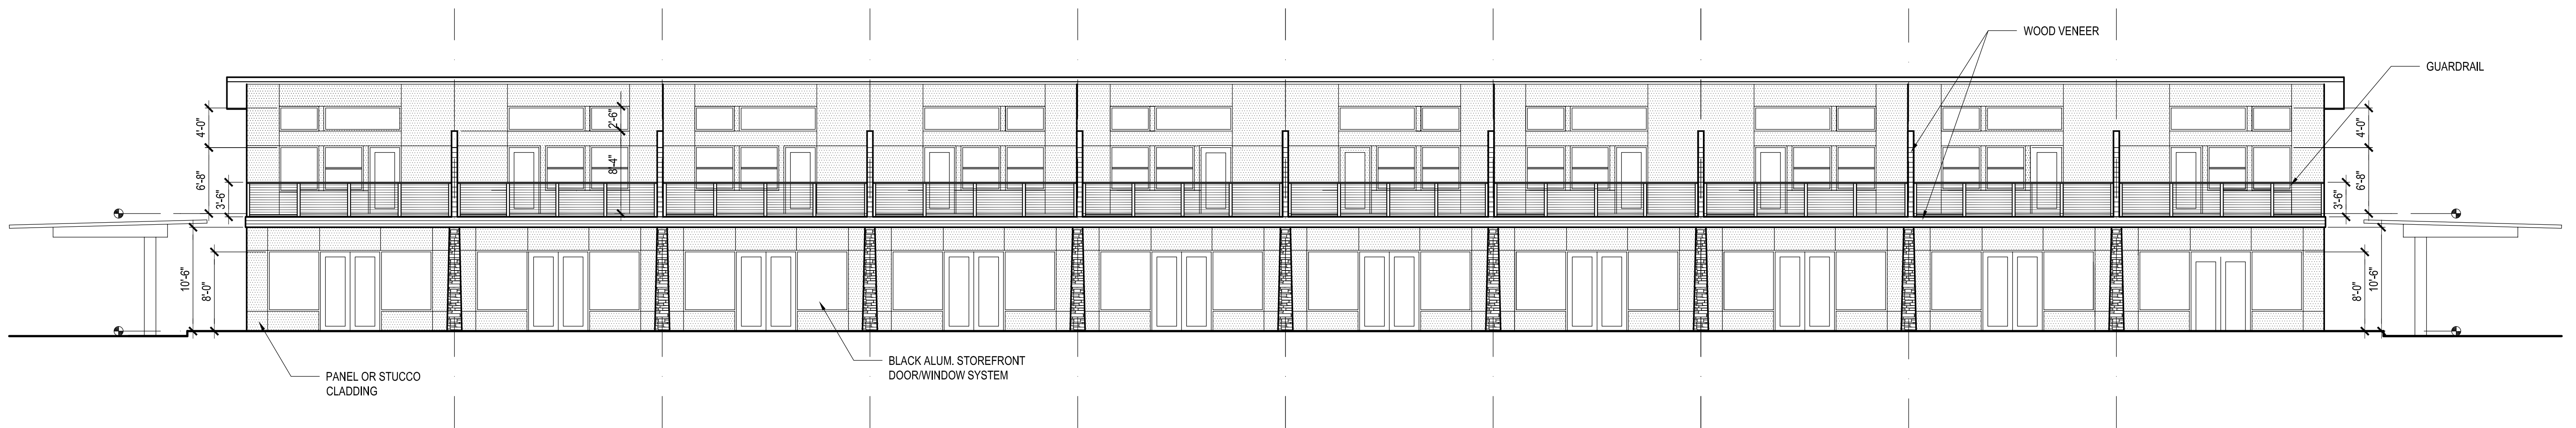 WOOD VENEER
GUARDRAIL
4'-0"
2'-6"
4'-0"
8'-4"
6'-8"
3'-6"
6'-8"
3'-6"
10'-6"
8'-0"
8'-0"
10'-6"
BLACK ALUM. STOREFRONT
DOOR/WINDOW SYSTEM
PANEL OR STUCCO
CLADDING